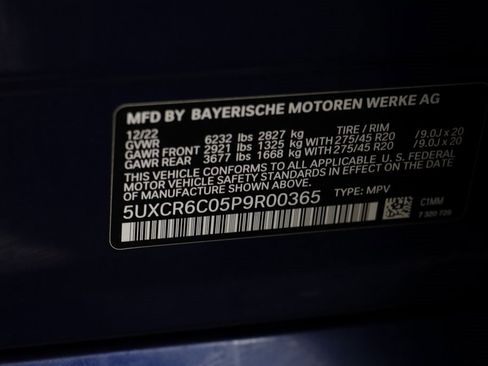 MFD BY BAYERISCHE MOTOREN WERKE AG
12/22 TIRE / RIM
GVWR 6232 lbs 2827 kg
GAWR FRONT 2921 lbs 1325 kg WITH 275/45 R20 /9.0J x 20
GAWR REAR 3677 lbs 1668 kg WITH 275/45 R20 /9.0J x 20
THIS VEHICLE CONFORMS TO ALL APPLICABLE U. S. FEDERAL
MOTOR VEHICLE SAFETY STANDARDS IN EFFECT ON THE DATE
OF MANUFACTURE SHOWN ABOVE.
5UXCR6C05P9R00365 TYPE: MPV
C1MM
7 320 726